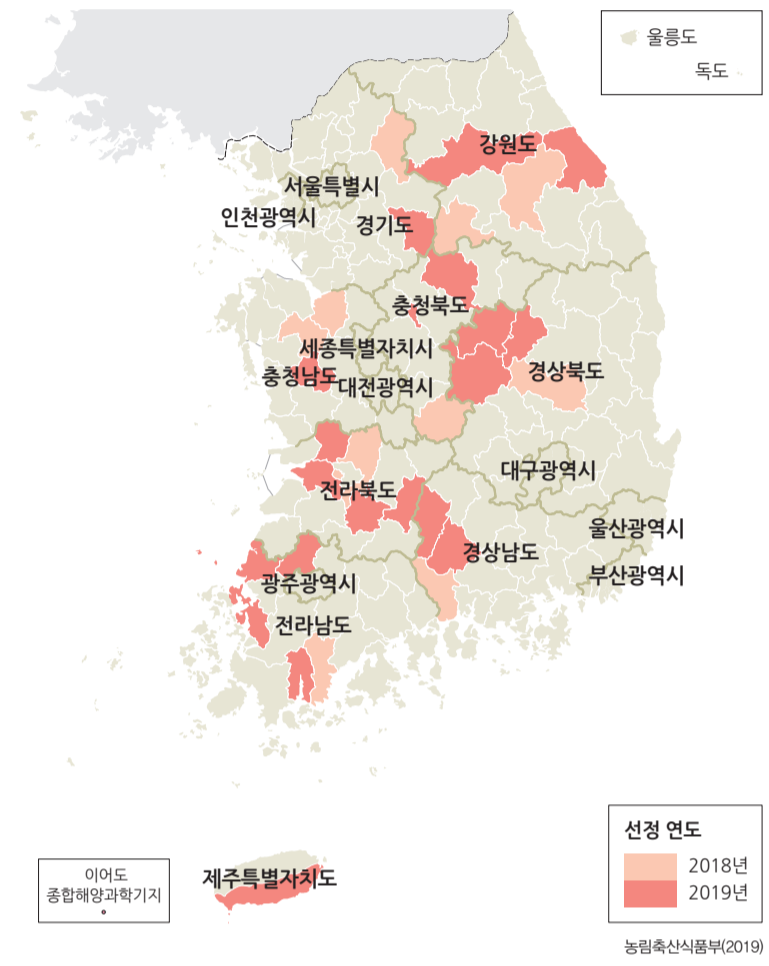 울릉도
독도
강원도
서울특별시
인천광역시
경기도
충청북도
세종특별자치시
충청남도
대전광역시
경상북도
대구광역시
전라북도
울산광역시
경상남도
부산광역시
광주광역시
전라남도
제주특별자치도
이어도
종합해양과학기지
선정 연도
2018년
2019년
농림축산식품부(2019)